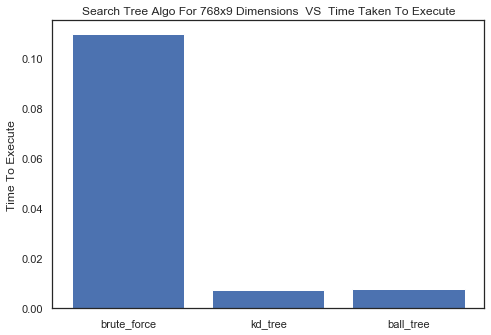 Search Tree Algo For 768x9 Dimensions  VS  Time Taken To Execute
0.10
0.08
0.06
0.04
0.02
0.00
Time To Execute
brute_force kd_tree ball_tree